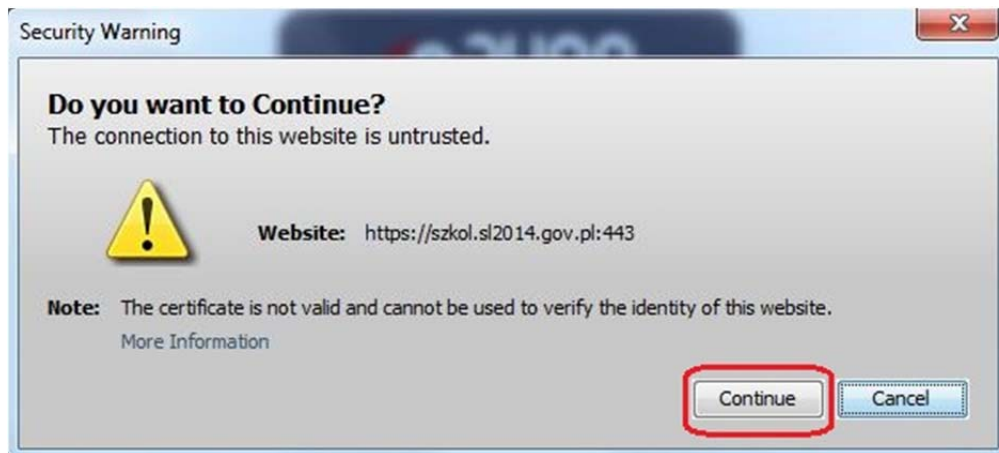 Security Warning
Do you want to Continue?
The connection to this website is untrusted.
Website: https://szkol.sl2014.gov.pl:443
Note: The certificate is not valid and cannot be used to verify the identity of this website.
More Information
Continue Cancel